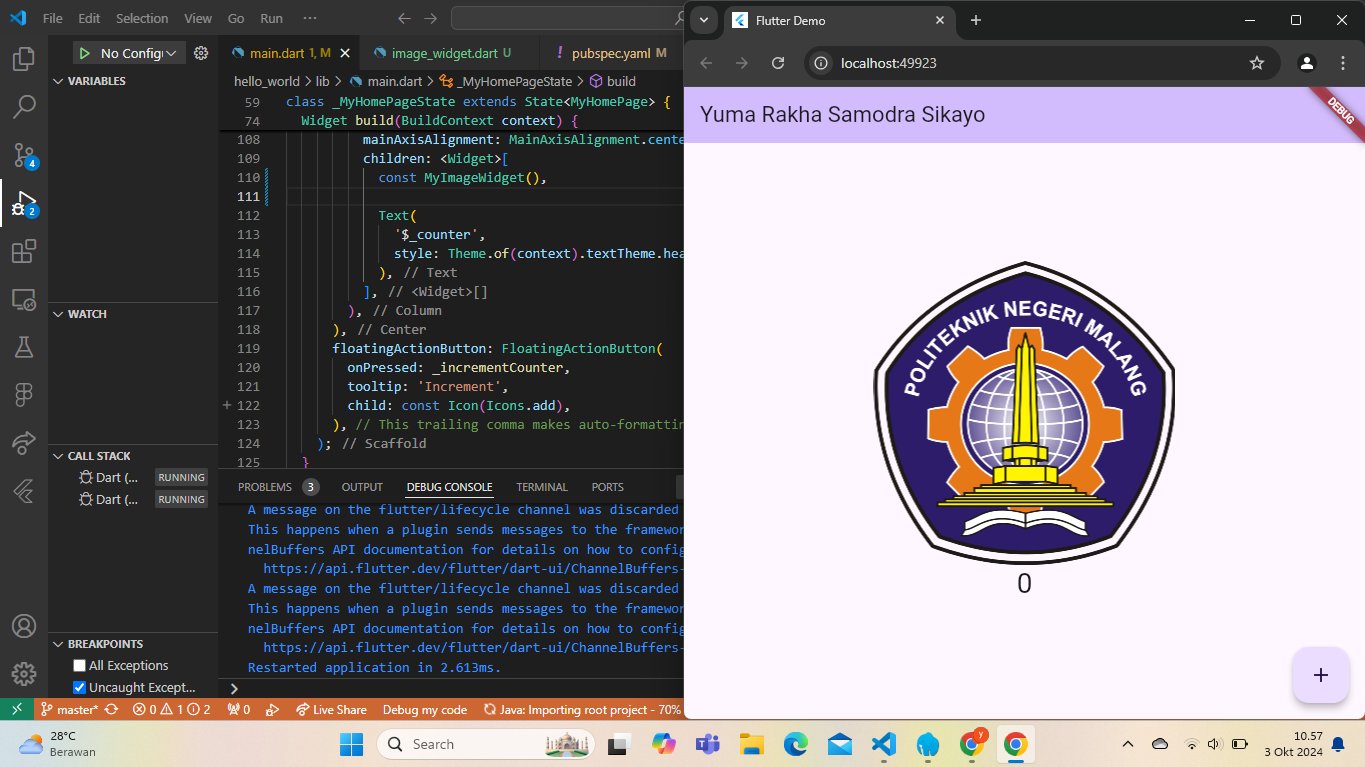 File Edit Selection View Go Run ···
No Config
main.dart 1, M
image_widget.dart U
pubspec.yaml M
hello_world > lib > main.dart > _MyHomePageState > build
VARIABLES
59 class _MyHomePageState extends State<MyHomePage> {
74 Widget build(BuildContext context) {
108 mainAxisAlignment: MainAxisAlignment.cente
109 children: <Widget>[
110 const MyImageWidget(),
111
112 Text(
113 '$_counter',
114 style: Theme.of(context).textTheme.hea
115 ), // Text
116 ], // <Widget>[]
117 ), // Column
118 ), // Center
119 floatingActionButton: FloatingActionButton(
120 onPressed: _incrementCounter,
121 tooltip: 'Increment',
122 child: const Icon(Icons.add),
123 ), // This trailing comma makes auto-formattin
124 ); // Scaffold
125 }
WATCH
CALL STACK
Dart (... RUNNING
Dart (... RUNNING
BREAKPOINTS
All Exceptions
Uncaught Except...
4
2
PROBLEMS 3 OUTPUT DEBUG CONSOLE TERMINAL PORTS
A message on the flutter/lifecycle channel was discarded
This happens when a plugin sends messages to the framewor
nelBuffers API documentation for details on how to config
https://api.flutter.dev/flutter/dart-ui/ChannelBuffers-
A message on the flutter/lifecycle channel was discarded
This happens when a plugin sends messages to the framewor
nelBuffers API documentation for details on how to config
https://api.flutter.dev/flutter/dart-ui/ChannelBuffers-
Restarted application in 2.613ms.
master* 0 1 2 0 Live Share Debug my code Java: Importing root project - 70%
Flutter Demo
localhost:49923
Yuma Rakha Samodra Sikayo
DEBUG
POLITEKNIK NEGERI MALANG
0
28°C
Berawan
Search
y
10.57
3 Okt 2024